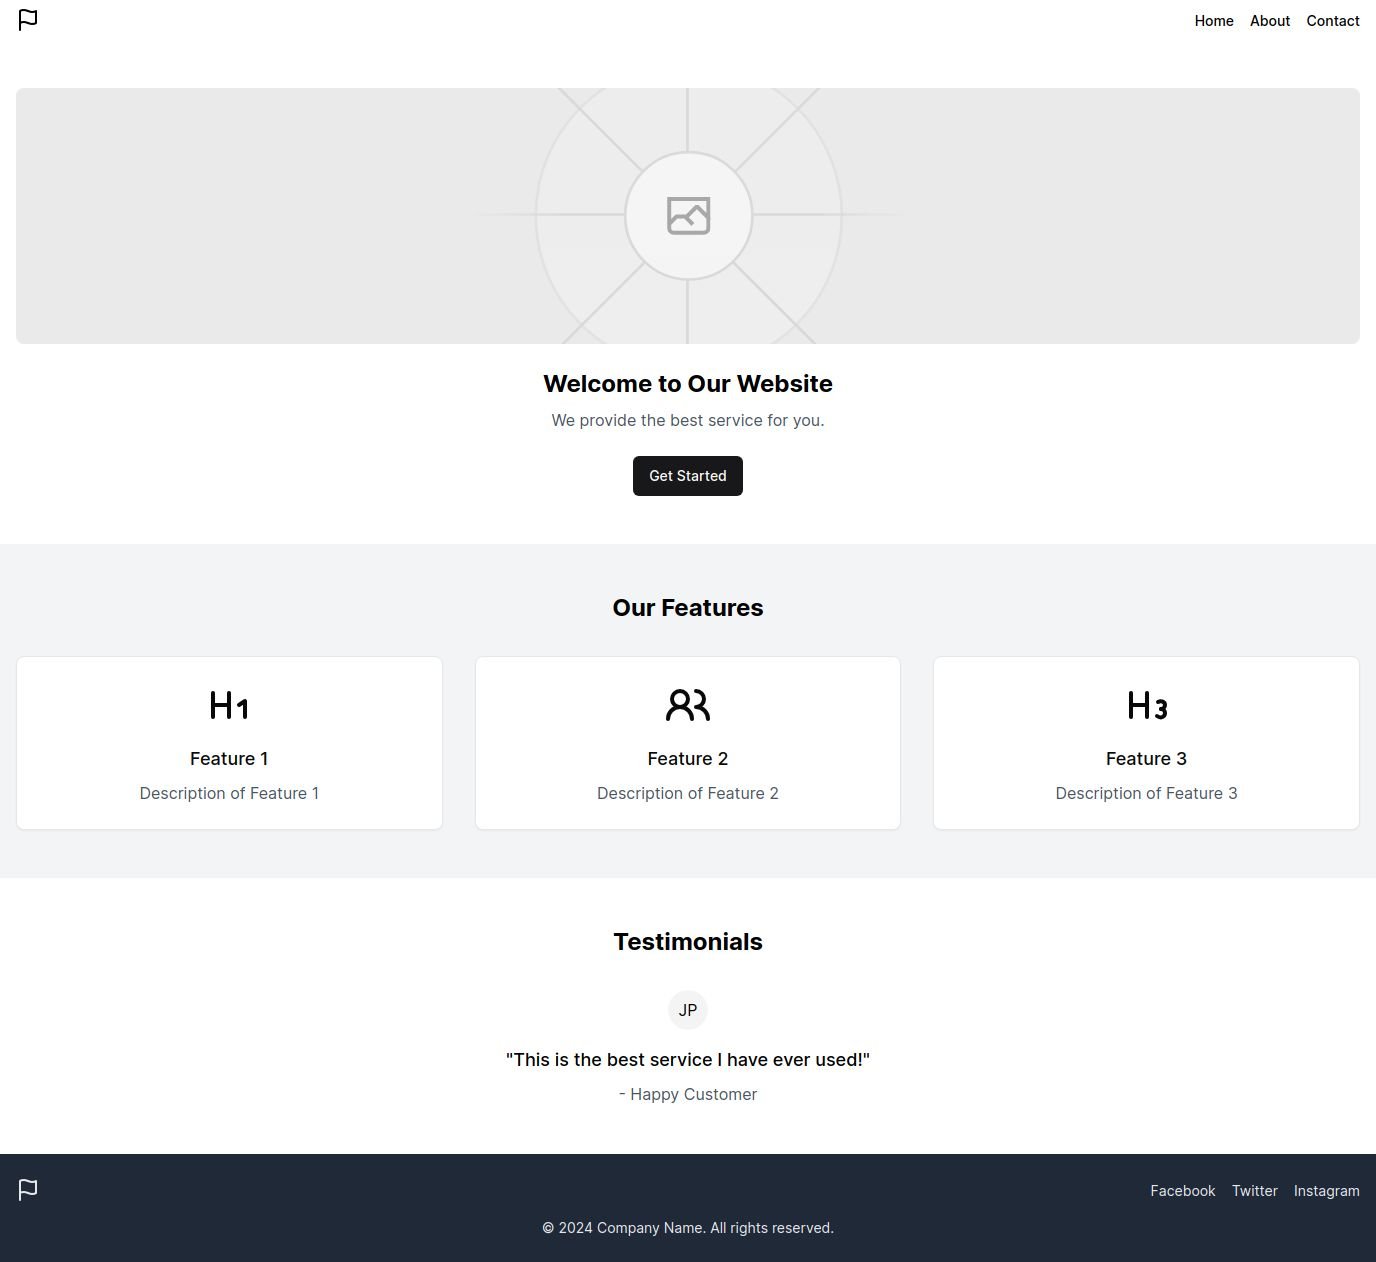 Home About Contact
Welcome to Our Website
We provide the best service for you.
Get Started
Our Features
H1
H3
Feature 1
Feature 2
Feature 3
Description of Feature 1
Description of Feature 2
Description of Feature 3
Testimonials
JP
"This is the best service I have ever used!"
- Happy Customer
Facebook Twitter Instagram
© 2024 Company Name. All rights reserved.